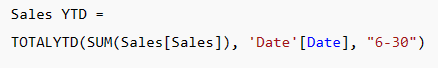 Sales YTD =
TOTALYTD(SUM(Sales[Sales]), 'Date'[Date], "6-30")